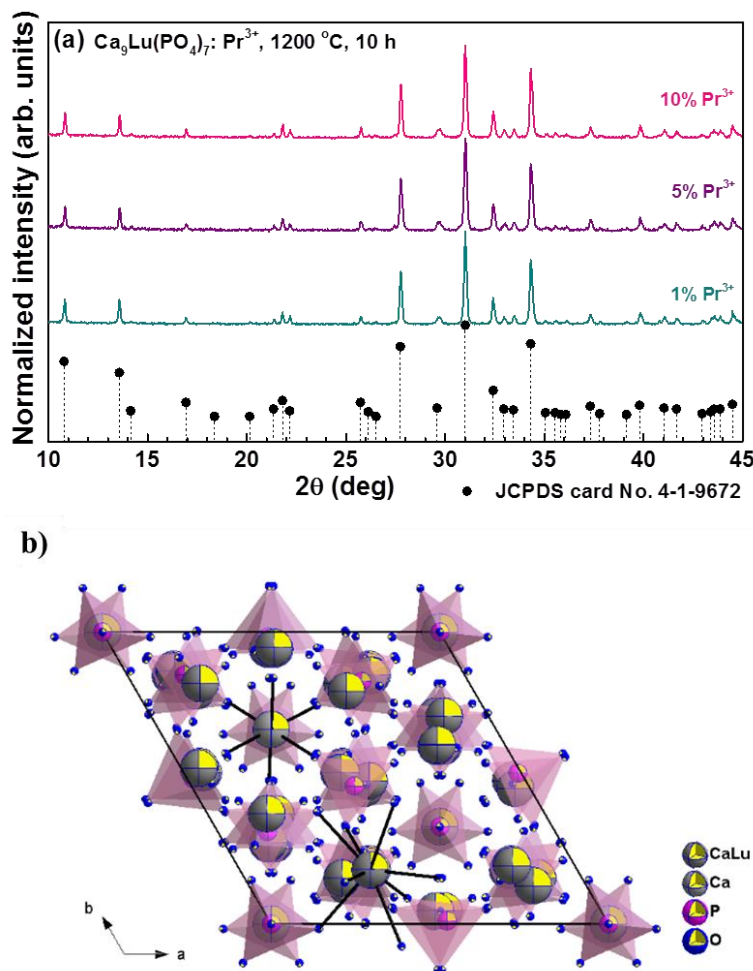 (a) Ca₉Lu(PO₄)₇: Pr³⁺, 1200 °C, 10 h
Normalized intensity (arb. units)
10% Pr³⁺
5% Pr³⁺
1% Pr³⁺
10 15 20 25 30 35 40 45
2θ (deg)
JCPDS card No. 4-1-9672
b)
CaLu
Ca
P
O
b
a